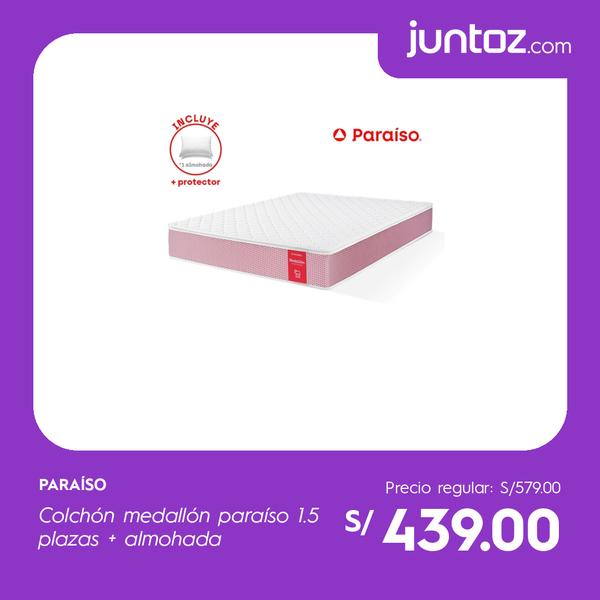 juntoz.com
INCLUYE
*1 almohada
+ protector
Paraíso
PARAÍSO
Colchón medallón paraíso 1.5
plazas + almohada
Precio regular: S/579.00
S/ 439.00